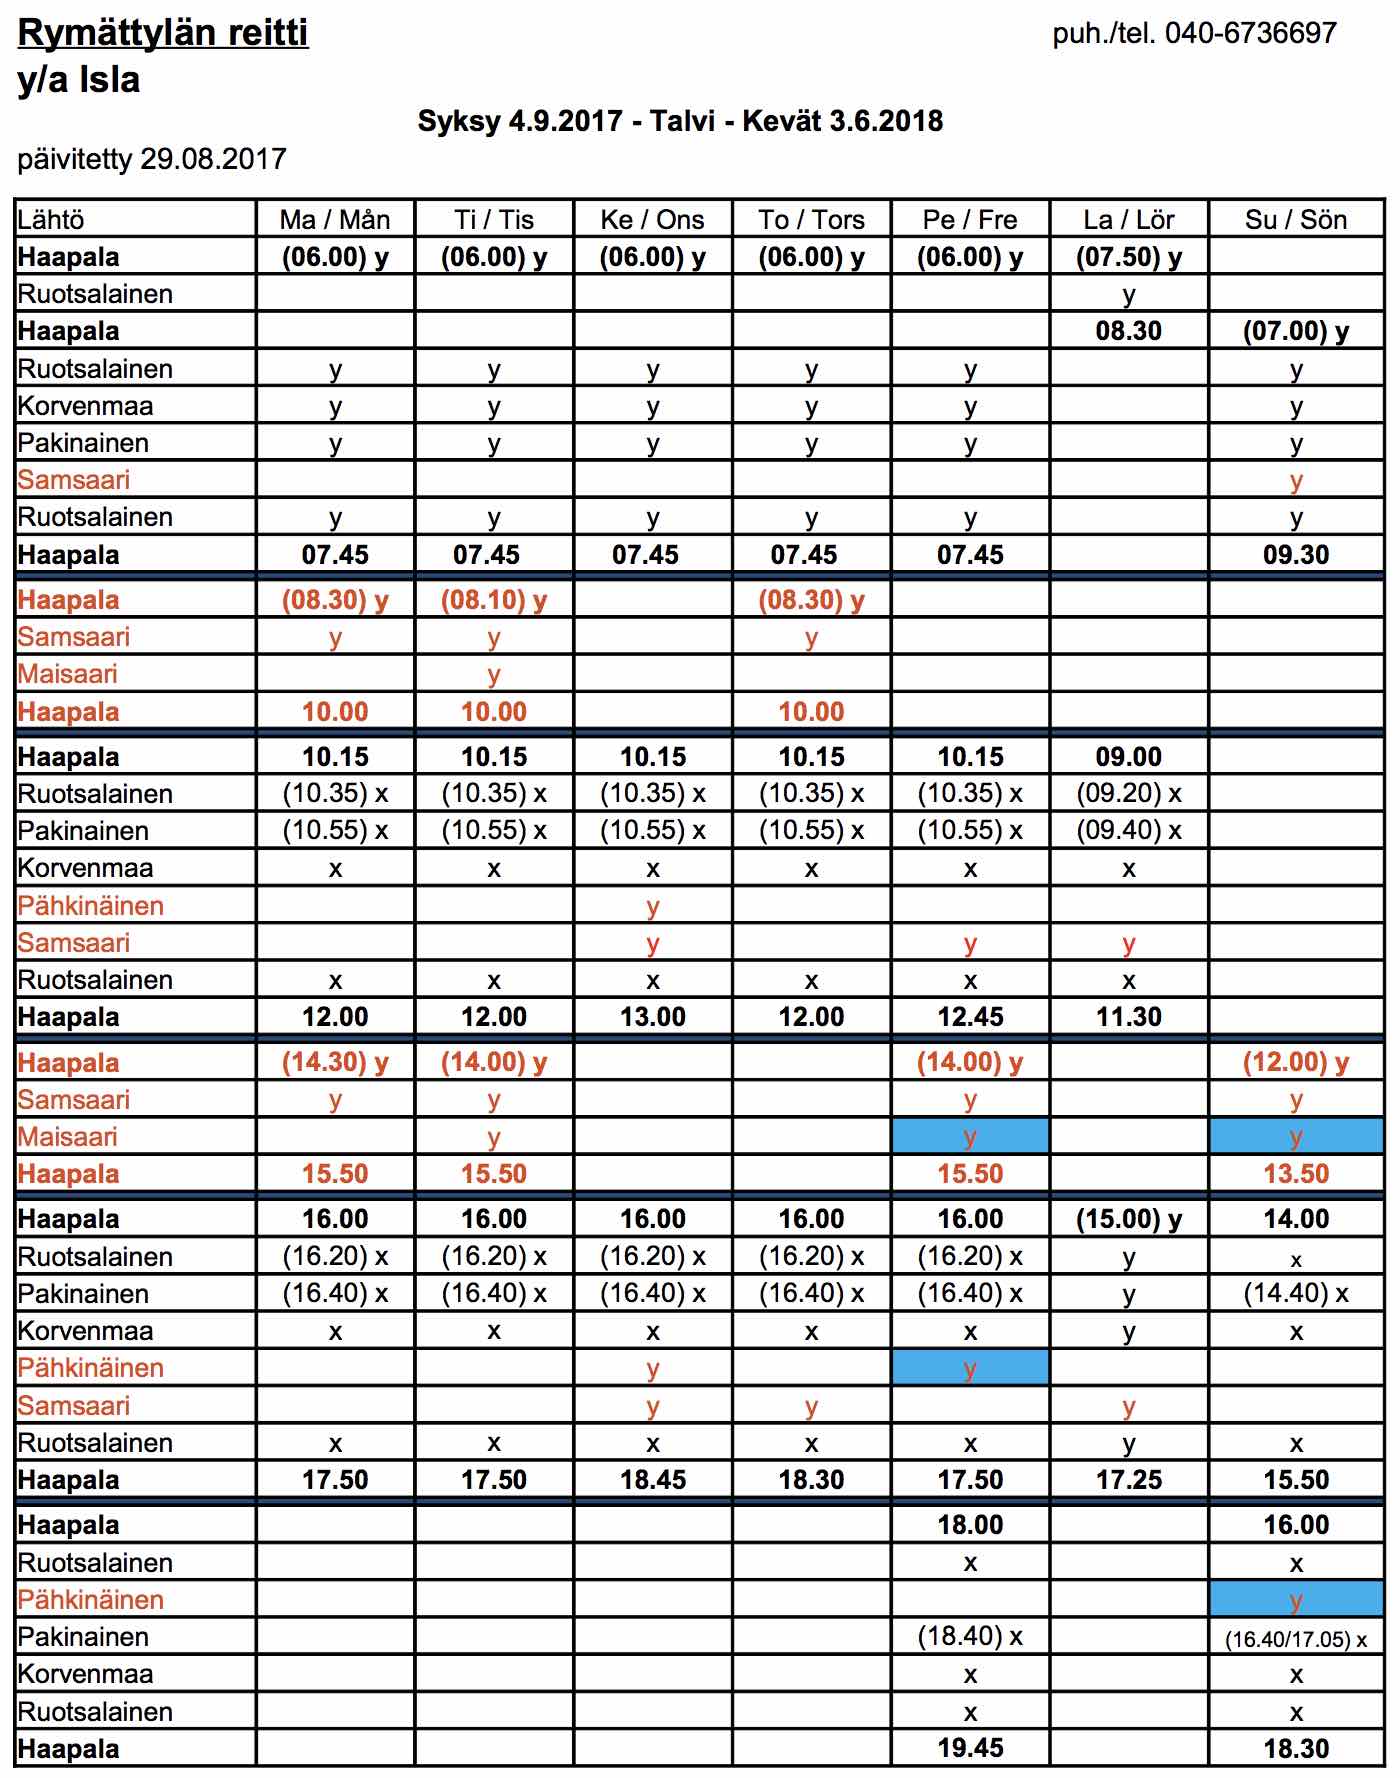 Rymättylän reitti puh./tel. 040-6736697
y/a Isla
Syksy 4.9.2017 - Talvi - Kevät 3.6.2018
päivitetty 29.08.2017
Lähtö Ma / Mån Ti / Tis Ke / Ons To / Tors Pe / Fre La / Lör Su / Sön
Haapala (06.00) y (06.00) y (06.00) y (06.00) y (06.00) y (07.50) y
Ruotsalainen y
Haapala 08.30 (07.00) y
Ruotsalainen y y y y y y
Korvenmaa y y y y y y
Pakinainen y y y y y y
Samsaari y
Ruotsalainen y y y y y y
Haapala 07.45 07.45 07.45 07.45 07.45 09.30
Haapala (08.30) y (08.10) y (08.30) y
Samsaari y y y
Maisaari y
Haapala 10.00 10.00 10.00
Haapala 10.15 10.15 10.15 10.15 10.15 09.00
Ruotsalainen (10.35) x (10.35) x (10.35) x (10.35) x (10.35) x (09.20) x
Pakinainen (10.55) x (10.55) x (10.55) x (10.55) x (10.55) x (09.40) x
Korvenmaa x x x x x x
Pähkinäinen y
Samsaari y y y
Ruotsalainen x x x x x x
Haapala 12.00 12.00 13.00 12.00 12.45 11.30
Haapala (14.30) y (14.00) y (14.00) y (12.00) y
Samsaari y y y y
Maisaari y y y
Haapala 15.50 15.50 15.50 13.50
Haapala 16.00 16.00 16.00 16.00 16.00 (15.00) y 14.00
Ruotsalainen (16.20) x (16.20) x (16.20) x (16.20) x (16.20) x y x
Pakinainen (16.40) x (16.40) x (16.40) x (16.40) x (16.40) x y (14.40) x
Korvenmaa x x x x x y x
Pähkinäinen y y
Samsaari y y y
Ruotsalainen x x x x x y x
Haapala 17.50 17.50 18.45 18.30 17.50 17.25 15.50
Haapala 18.00 16.00
Ruotsalainen x x
Pähkinäinen y
Pakinainen (18.40) x (16.40/17.05) x
Korvenmaa x x
Ruotsalainen x x
Haapala 19.45 18.30